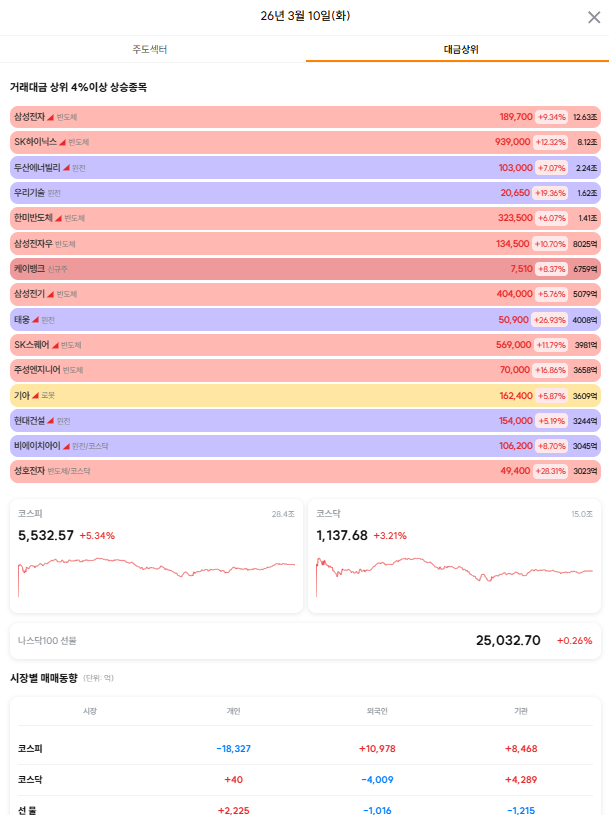 26년 3월 10일(화)
주도섹터 대금상위
거래대금 상위 4%이상 상승종목
삼성전자 반도체 189,700 +9.34% 12.63조
SK하이닉스 반도체 939,000 +12.32% 8.12조
두산에너빌리 원전 103,000 +7.07% 2.24조
우리기술 원전 20,650 +19.36% 1.62조
한미반도체 반도체 323,500 +6.07% 1.41조
삼성전자우 반도체 134,500 +10.70% 8025억
케이뱅크 신규주 7,510 +8.37% 6759억
삼성전기 반도체 404,000 +5.76% 5079억
태웅 원전 50,900 +26.93% 4008억
SK스퀘어 반도체 569,000 +11.79% 3981억
주성엔지니어 반도체 70,000 +16.86% 3658억
기아 로봇 162,400 +5.87% 3609억
현대건설 원전 154,000 +5.19% 3244억
비에이치아이 원전/코스닥 106,200 +8.70% 3045억
성호전자 반도체/코스닥 49,400 +28.31% 3023억
코스피 28.4조
5,532.57 +5.34%
코스닥 15.0조
1,137.68 +3.21%
나스닥100 선물 25,032.70 +0.26%
시장별 매매동향 (단위: 억)
시장 개인 외국인 기관
코스피 -18,327 +10,978 +8,468
코스닥 +40 -4,009 +4,289
선물 +2,225 -1,016 -1,215